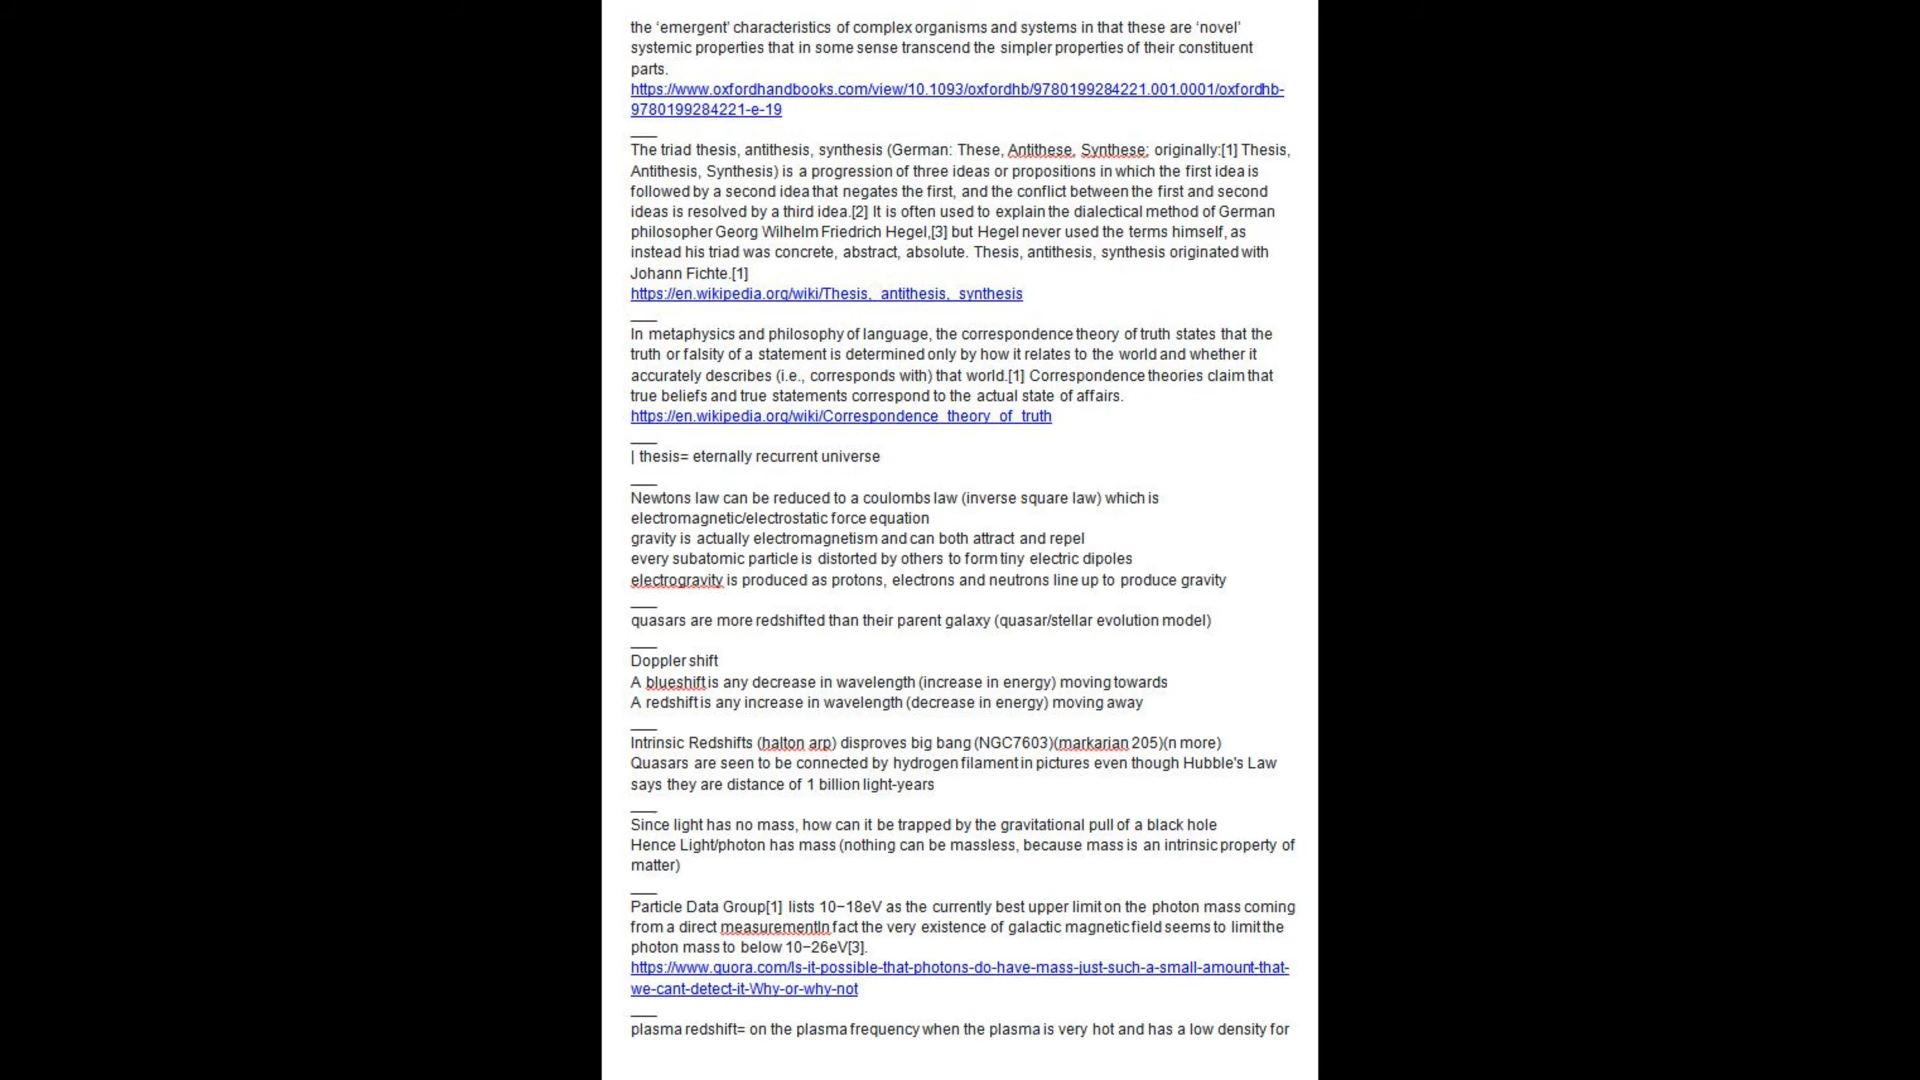 the ‘emergent’ characteristics of complex organisms and systems in that these are ‘novel’
systemic properties that in some sense transcend the simpler properties of their constituent
parts.
https://www.oxfordhandbooks.com/view/10.1093/oxfordhb/9780199284221.001.0001/oxfordhb-
9780199284221-e-19
___
The triad thesis, antithesis, synthesis (German: These, Antithese, Synthese; originally:[1] Thesis,
Antithesis, Synthesis) is a progression of three ideas or propositions in which the first idea is
followed by a second idea that negates the first, and the conflict between the first and second
ideas is resolved by a third idea.[2] It is often used to explain the dialectical method of German
philosopher Georg Wilhelm Friedrich Hegel,[3] but Hegel never used the terms himself, as
instead his triad was concrete, abstract, absolute. Thesis, antithesis, synthesis originated with
Johann Fichte.[1]
https://en.wikipedia.org/wiki/Thesis,_antithesis,_synthesis
___
In metaphysics and philosophy of language, the correspondence theory of truth states that the
truth or falsity of a statement is determined only by how it relates to the world and whether it
accurately describes (i.e., corresponds with) that world.[1] Correspondence theories claim that
true beliefs and true statements correspond to the actual state of affairs.
https://en.wikipedia.org/wiki/Correspondence_theory_of_truth
___
| thesis= eternally recurrent universe
___
Newtons law can be reduced to a coulombs law (inverse square law) which is
electromagnetic/electrostatic force equation
gravity is actually electromagnetism and can both attract and repel
every subatomic particle is distorted by others to form tiny electric dipoles
electrogravity is produced as protons, electrons and neutrons line up to produce gravity
___
quasars are more redshifted than their parent galaxy (quasar/stellar evolution model)
___
Doppler shift
A blueshift is any decrease in wavelength (increase in energy) moving towards
A redshift is any increase in wavelength (decrease in energy) moving away
___
Intrinsic Redshifts (halton arp) disproves big bang (NGC7603)(markarian 205)(n more)
Quasars are seen to be connected by hydrogen filament in pictures even though Hubble's Law
says they are distance of 1 billion light-years
___
Since light has no mass, how can it be trapped by the gravitational pull of a black hole
Hence Light/photon has mass (nothing can be massless, because mass is an intrinsic property of
matter)
___
Particle Data Group[1] lists 10−18eV as the currently best upper limit on the photon mass coming
from a direct measurementIn fact the very existence of galactic magnetic field seems to limit the
photon mass to below 10−26eV[3].
https://www.quora.com/Is-it-possible-that-photons-do-have-mass-just-such-a-small-amount-that-
we-cant-detect-it-Why-or-why-not
___
plasma redshift= on the plasma frequency when the plasma is very hot and has a low density for